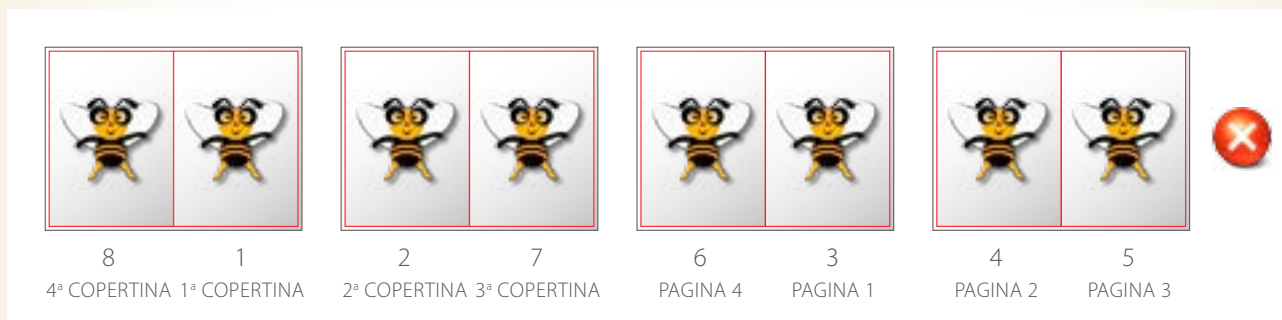 8 1 2 7 6 3 4 5
4ª COPERTINA 1ª COPERTINA 2ª COPERTINA 3ª COPERTINA PAGINA 4 PAGINA 1 PAGINA 2 PAGINA 3